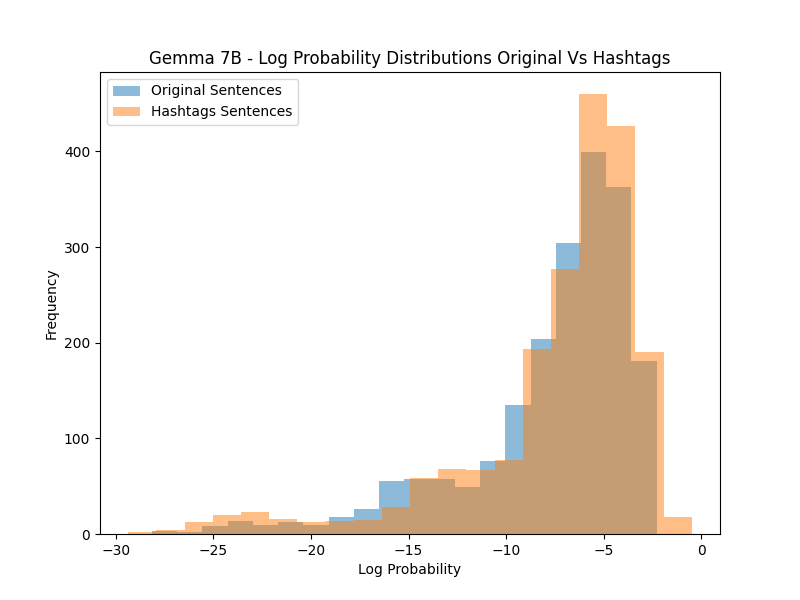 Gemma 7B - Log Probability Distributions Original Vs Hashtags
Original Sentences
Hashtags Sentences
Frequency
400
300
200
100
0
−30 −25 −20 −15 −10 −5 0
Log Probability